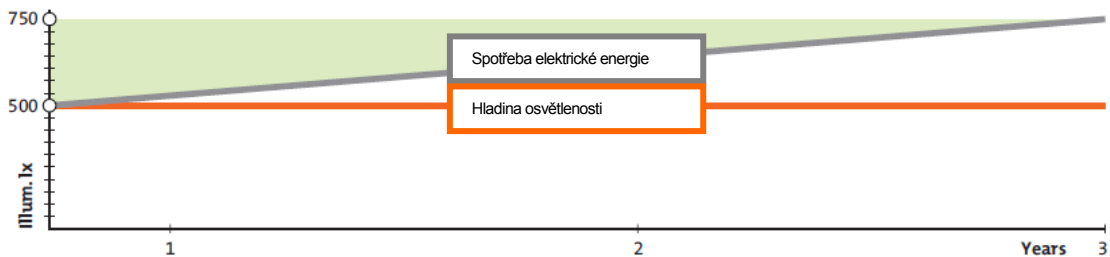 750
Spotřeba elektrické energie
500
Hladina osvětlenosti
Illum. lx
1 2 Years 3